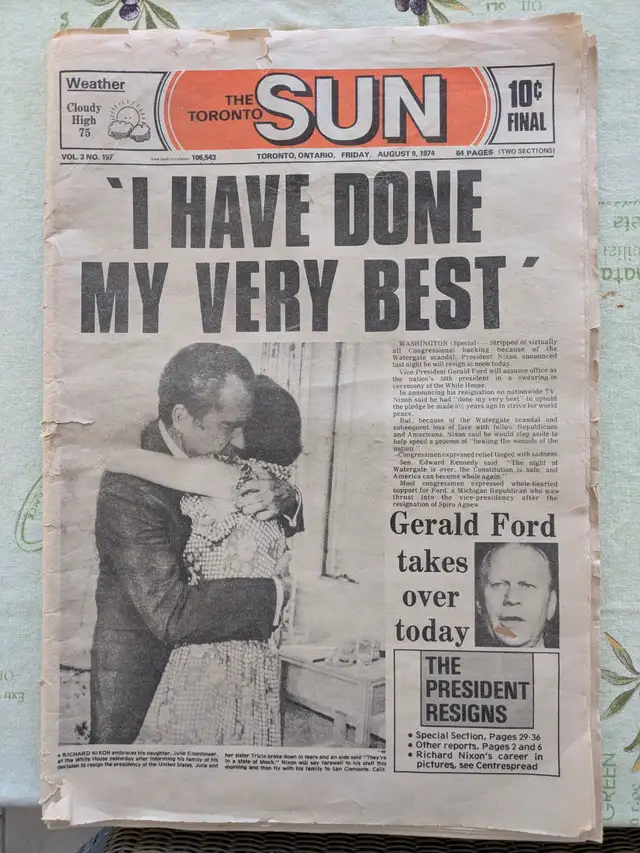 Weather
Cloudy
High
75
THE
TORONTO
SUN
10¢
FINAL
VOL. 3 NO. 197
106,543
TORONTO, ONTARIO, FRIDAY, AUGUST 9, 1974
64 PAGES (TWO SECTIONS)
'I HAVE DONE
MY VERY BEST'
WASHINGTON (Special) — Stripped of virtually
all Congressional backing because of the
Watergate scandal, President Nixon announced
last night he will resign at noon today.
Vice-President Gerald Ford will assume office as
the nation's 38th president in a swearing-in
ceremony at the White House.
In announcing his resignation on nationwide TV,
Nixon said he had "done my very best" to uphold
the pledge he made 5½ years ago to strive for world
peace.
But, because of the Watergate scandal and
subsequent loss of face with fellow Republicans
and Americans, Nixon said he would step aside to
help speed a process of "healing the wounds of the
nation.
Congressmen expressed relief tinged with sadness.
Sen. Edward Kennedy said: "The night of
Watergate is over, the Constitution is safe, and
America can become whole again."
Most congressmen expressed whole-hearted
support for Ford, a Michigan Republican who was
thrust into the vice-presidency after the
resignation of Spiro Agnew.
Gerald Ford
takes
over
today
THE
PRESIDENT
RESIGNS
• Special Section, Pages 29-36
• Other reports, Pages 2 and 6
• Richard Nixon's career in
pictures, see Centrespread
RICHARD NIXON embraces his daughter, Julie Eisenhower,
at the White House yesterday after informing his family of his
decision to resign the presidency of the United States. Julie and
her sister Tricia broke down in tears and an aide said "They're
in a state of shock." Nixon will say farewell to his staff this
morning and then fly with his family to San Clemente, Calif.
GREEN